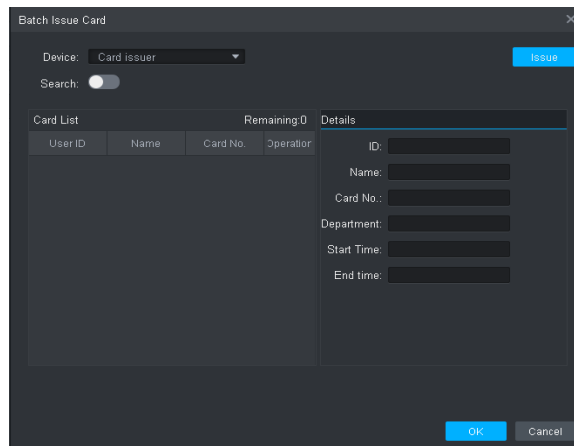 Batch Issue Card
Device: Card issuer Issue
Search:
Card List Remaining:0 Details
User ID Name Card No. Operation
ID:
Name:
Card No.:
Department:
Start Time:
End time:
OK Cancel